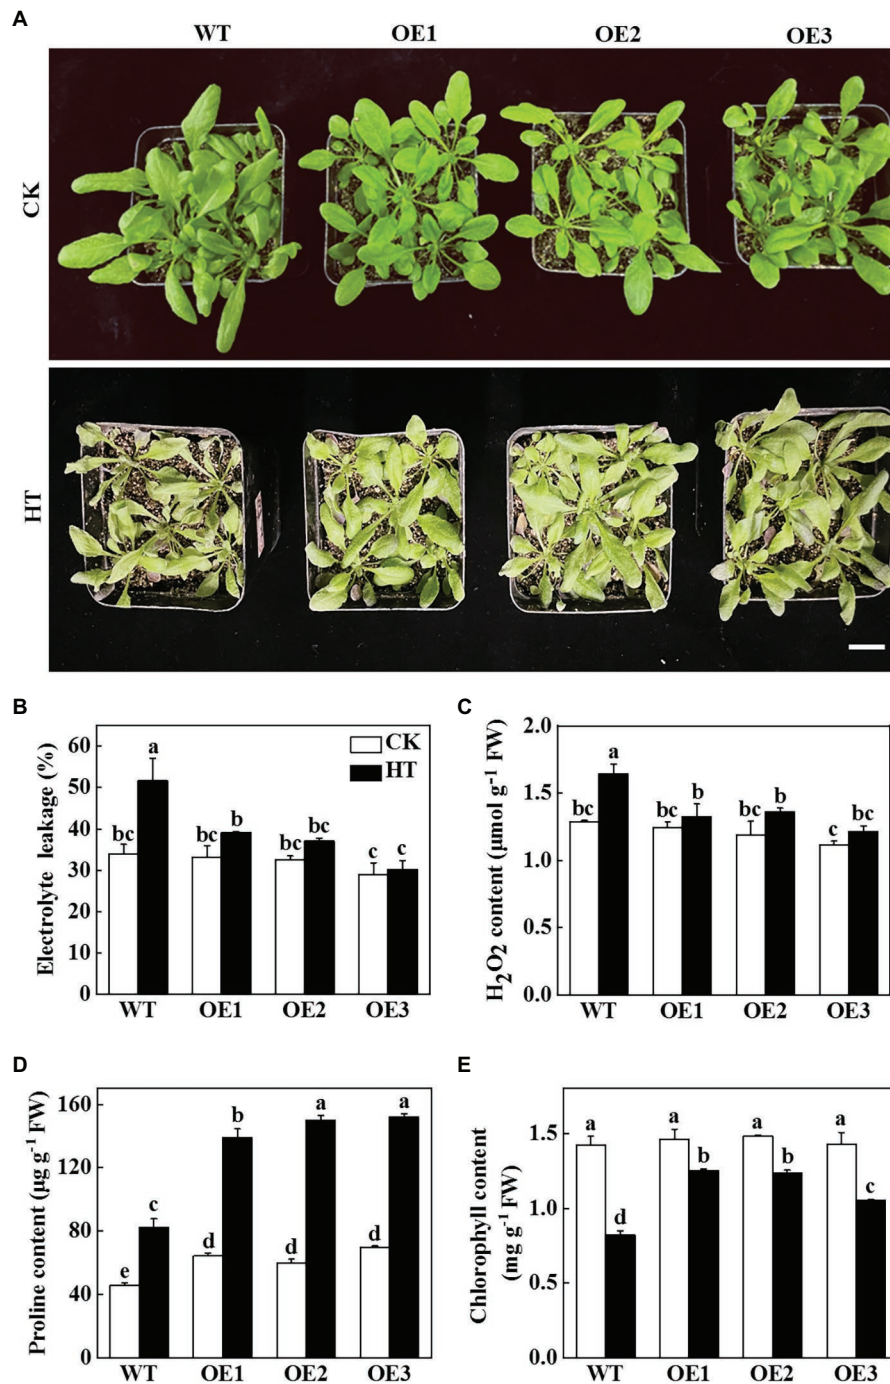 A
WT OE1 OE2 OE3
CK
HT
B
Electrolyte leakage (%)
60
50
40
30
30
10
0
CK
HT
bc a bc b bc bc c c
WT OE1 OE2 OE3
C
H₂O₂ content (μmol g⁻¹ FW)
2.0
1.5
1.0
0.5
0.0
bc a bc b bc b c bc
WT OE1 OE2 OE3
D
Proline content (μg g⁻¹ FW)
160
120
80
40
0
e c d b d a d a
WT OE1 OE2 OE3
E
Chlorophyll content
(mg g⁻¹ FW)
1.5
1.0
0.5
0.0
a d a b a b a c
WT OE1 OE2 OE3